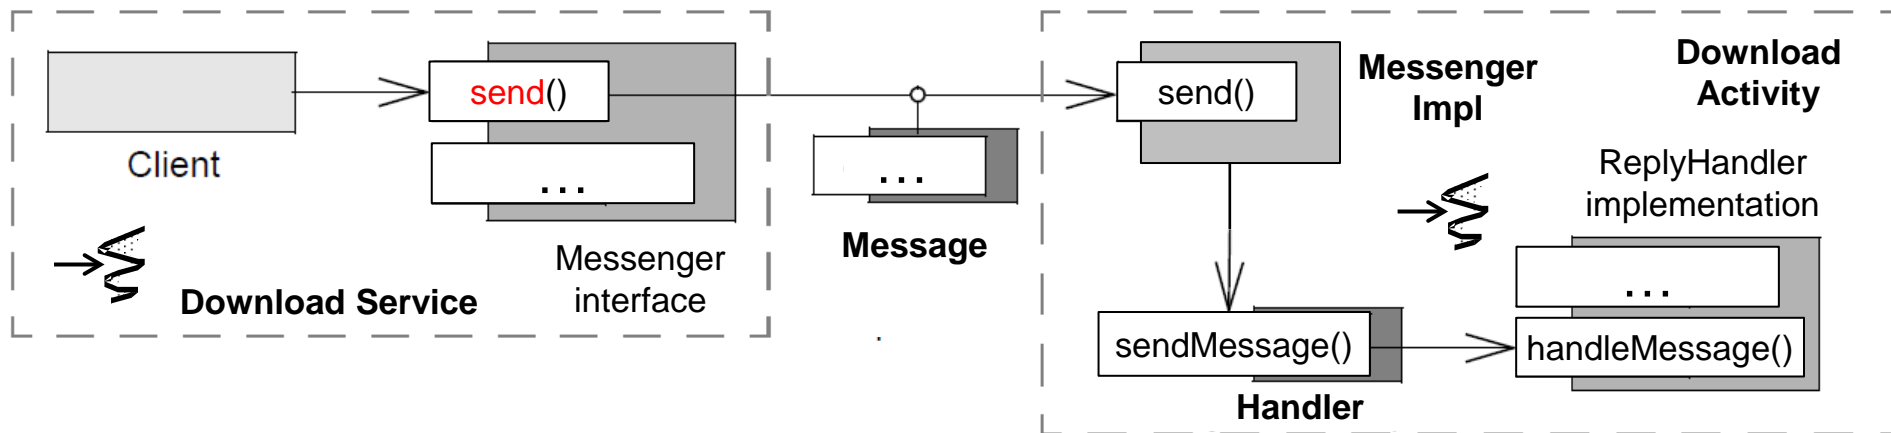 send()
...
Client
Messenger
interface
Download Service
...
Message
send()
Messenger
Impl
Download
Activity
ReplyHandler
implementation
...
sendMessage()
handleMessage()
Handler